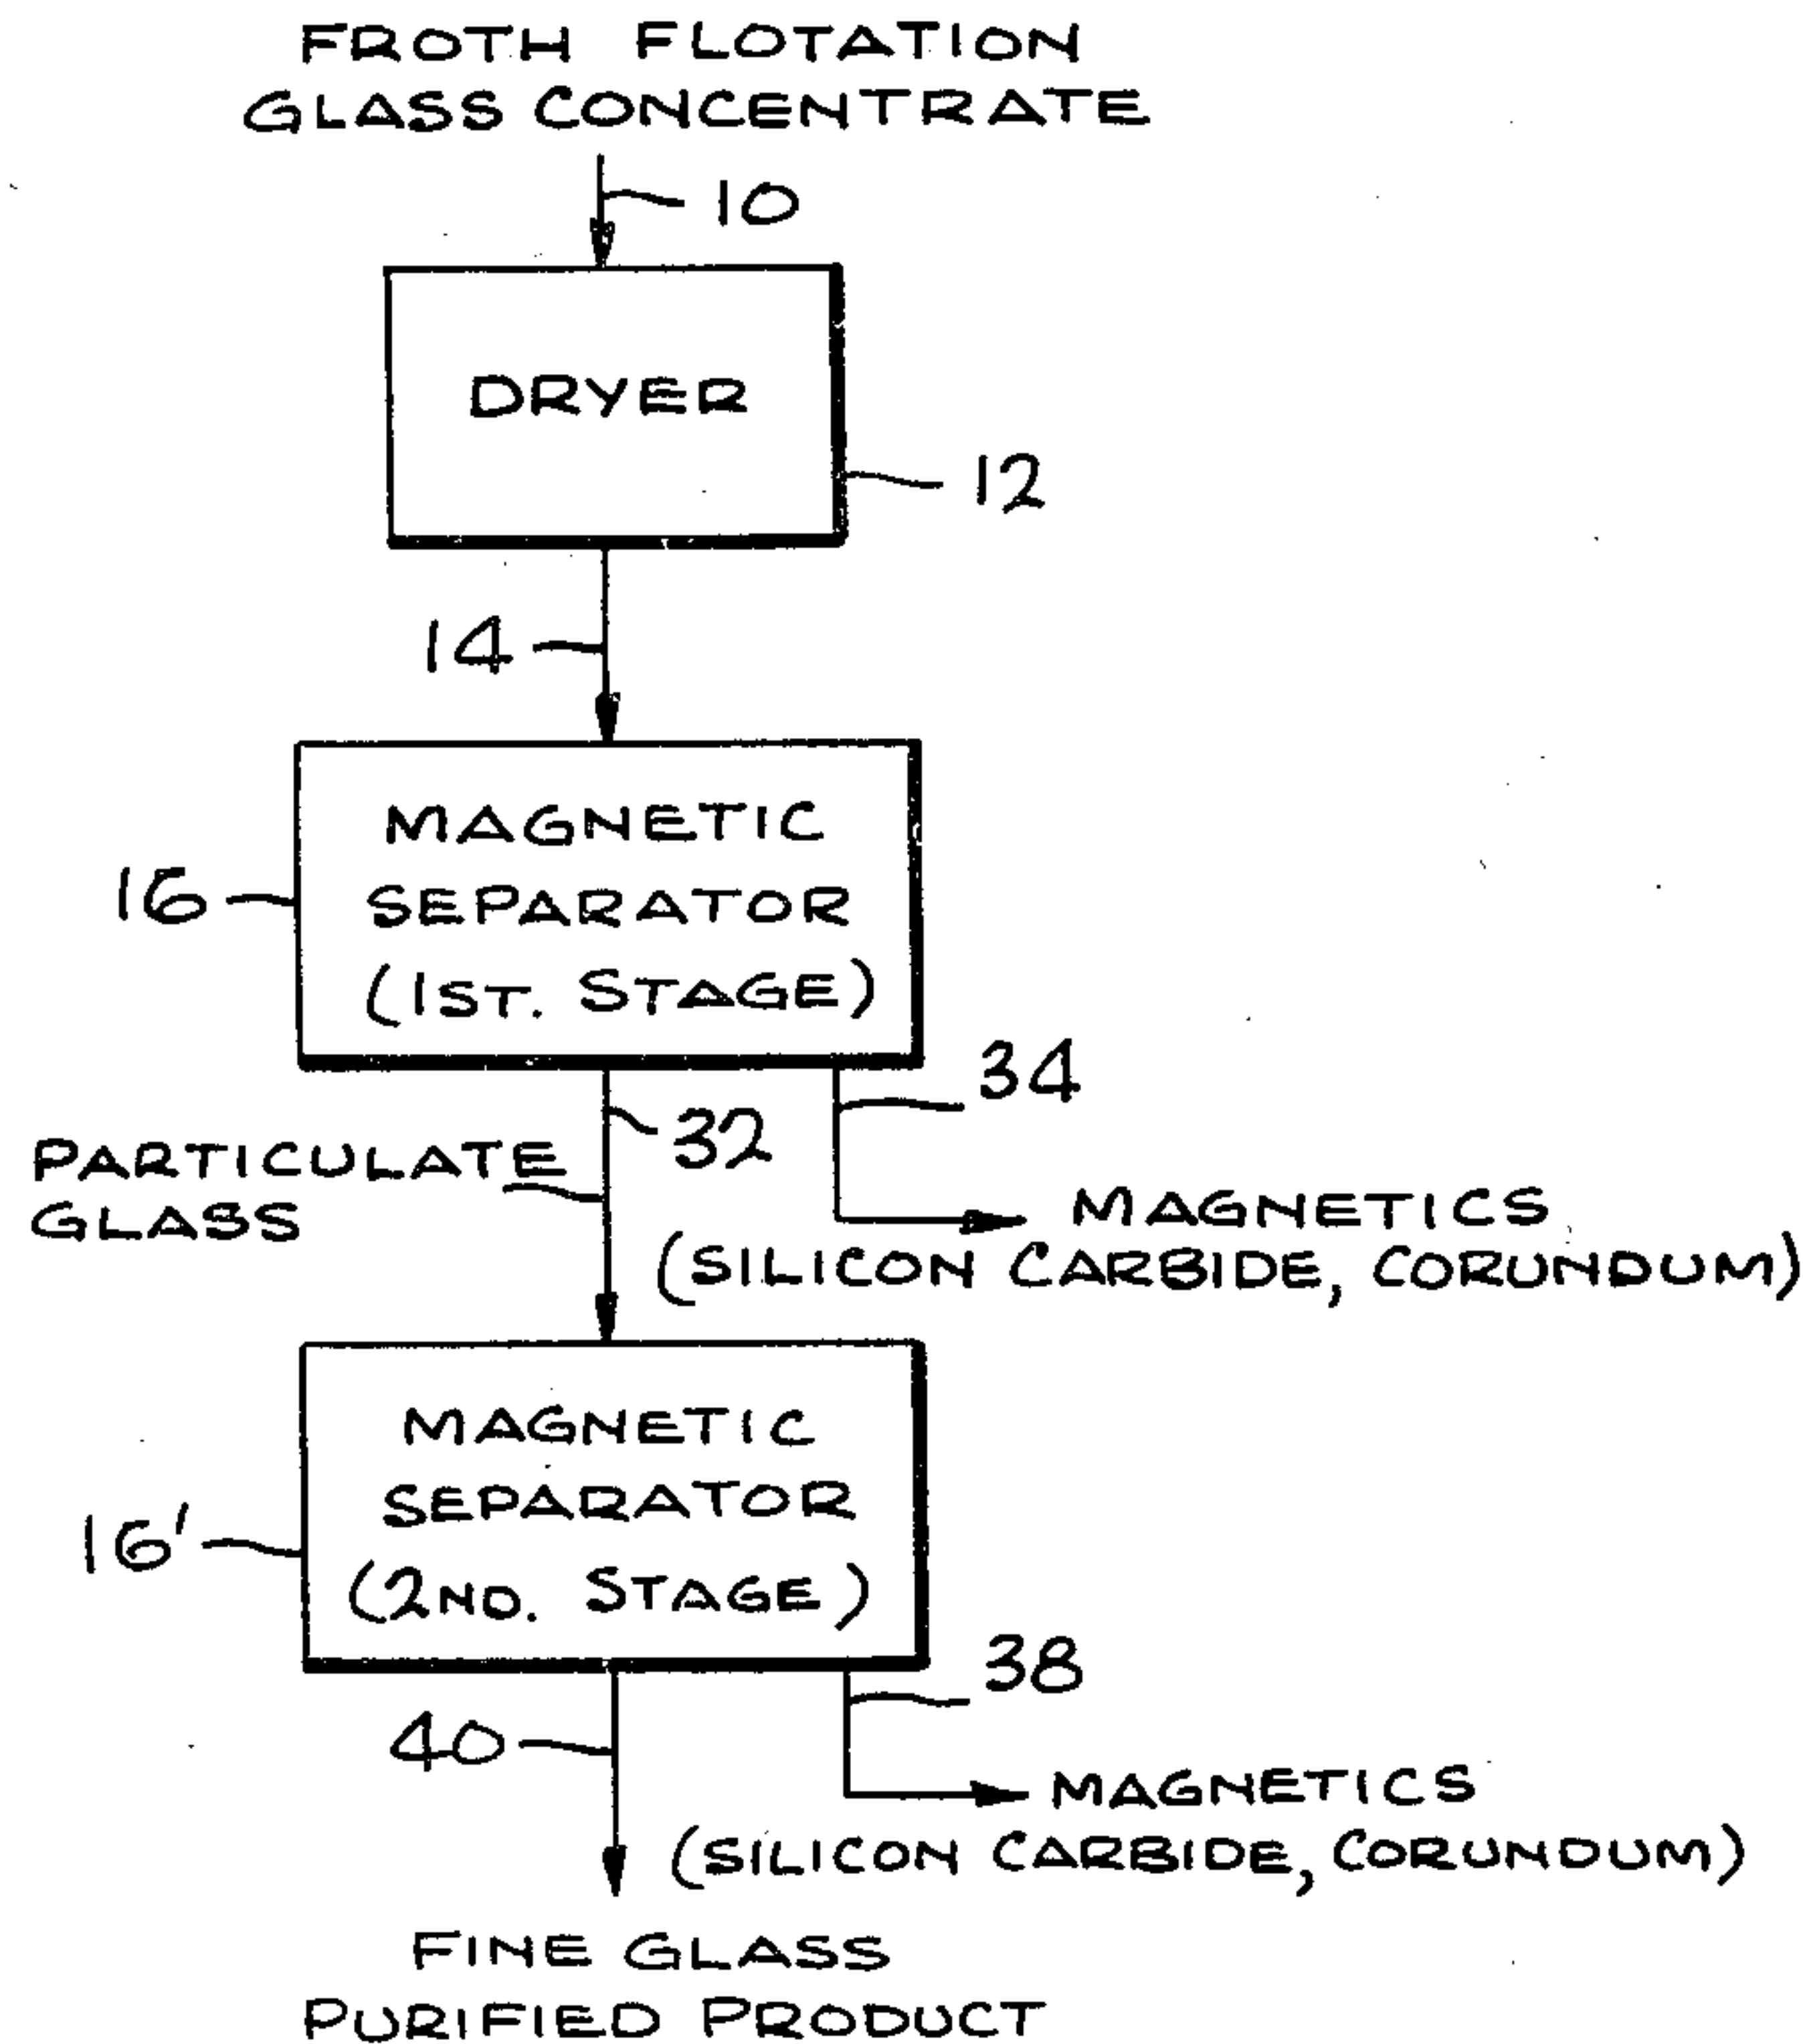 FROTH FLOTATION
GLASS CONCENTRATE
10
DRYER
12
14
MAGNETIC
SEPARATOR
(1ST. STAGE)
16
34
32
PARTICULATE
GLASS
MAGNETICS
(SILICON CARBIDE, CORUNDUM)
MAGNETIC
SEPARATOR
(2ND. STAGE)
16'
38
40
MAGNETICS
(SILICON CARBIDE, CORUNDUM)
FINE GLASS
PURIFIED PRODUCT